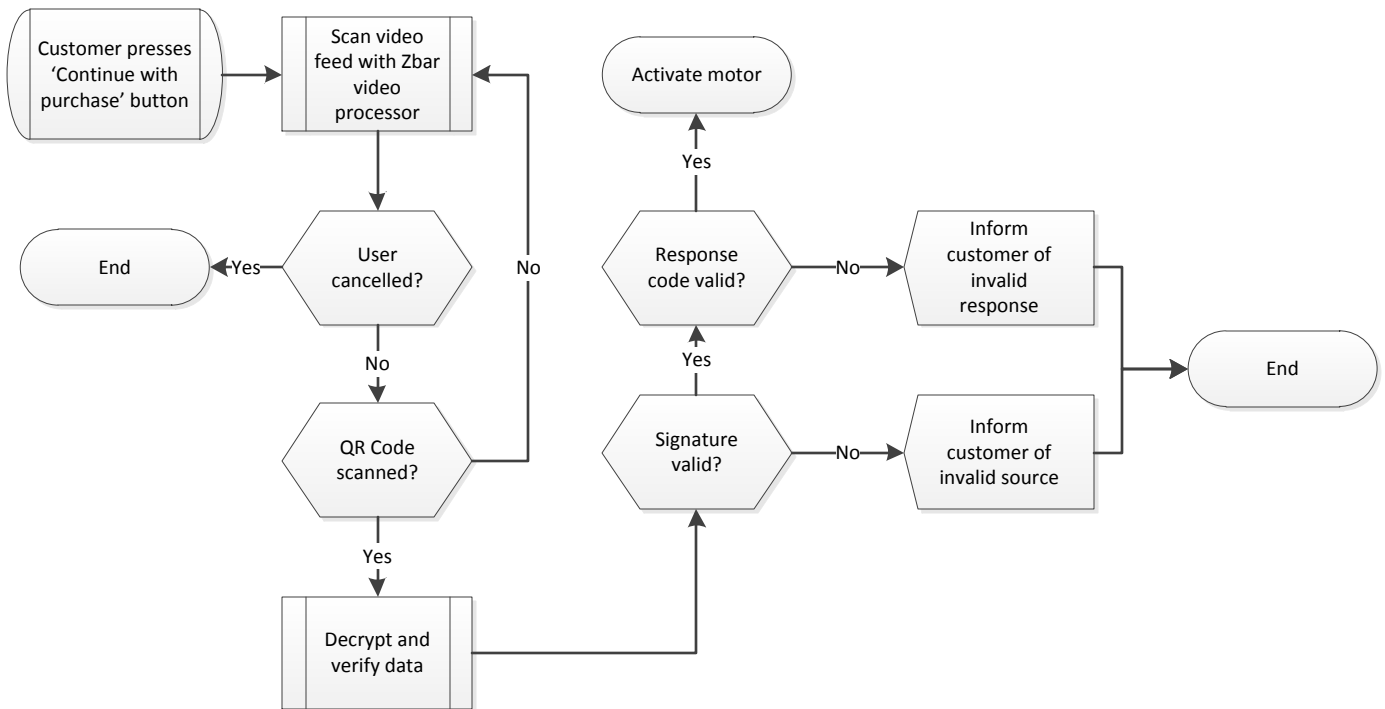 Customer presses
‘Continue with
purchase’ button
Scan video
feed with Zbar
video
processor
User
cancelled?
Yes
End
No
QR Code
scanned?
No
Yes
Decrypt and
verify data
Signature
valid?
No
Inform
customer of
invalid source
Yes
Response
code valid?
No
Inform
customer of
invalid
response
End
Yes
Activate motor